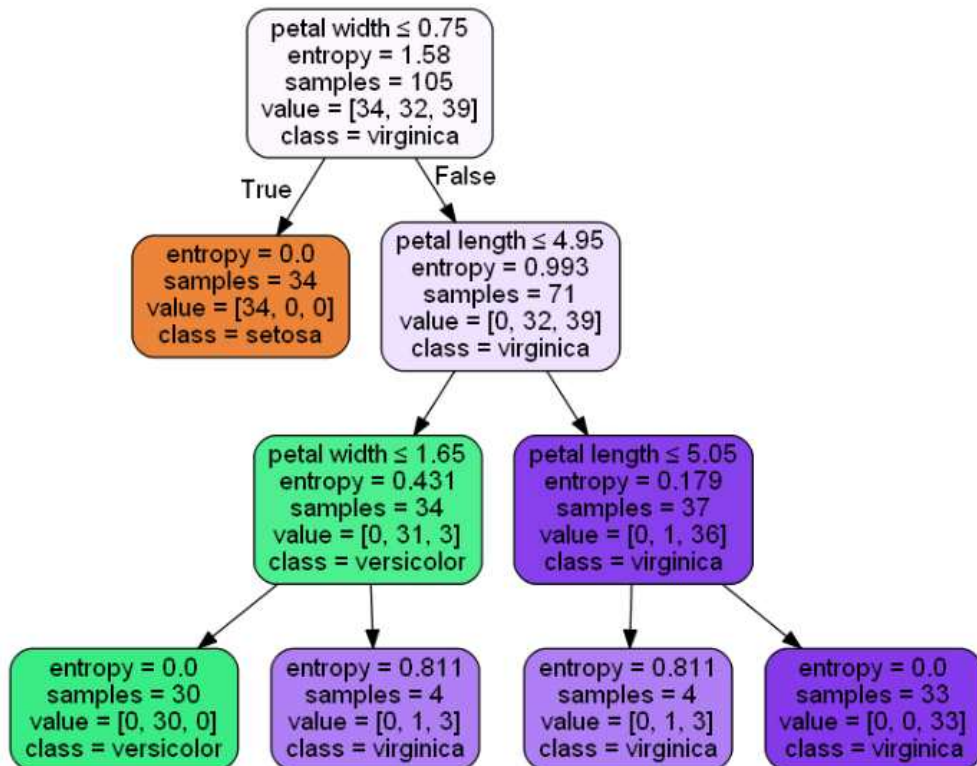 petal width ≤ 0.75
entropy = 1.58
samples = 105
value = [34, 32, 39]
class = virginica
True
False
entropy = 0.0
samples = 34
value = [34, 0, 0]
class = setosa
petal length ≤ 4.95
entropy = 0.993
samples = 71
value = [0, 32, 39]
class = virginica
petal width ≤ 1.65
entropy = 0.431
samples = 34
value = [0, 31, 3]
class = versicolor
petal length ≤ 5.05
entropy = 0.179
samples = 37
value = [0, 1, 36]
class = virginica
entropy = 0.0
samples = 30
value = [0, 30, 0]
class = versicolor
entropy = 0.811
samples = 4
value = [0, 1, 3]
class = virginica
entropy = 0.811
samples = 4
value = [0, 1, 3]
class = virginica
entropy = 0.0
samples = 33
value = [0, 0, 33]
class = virginica